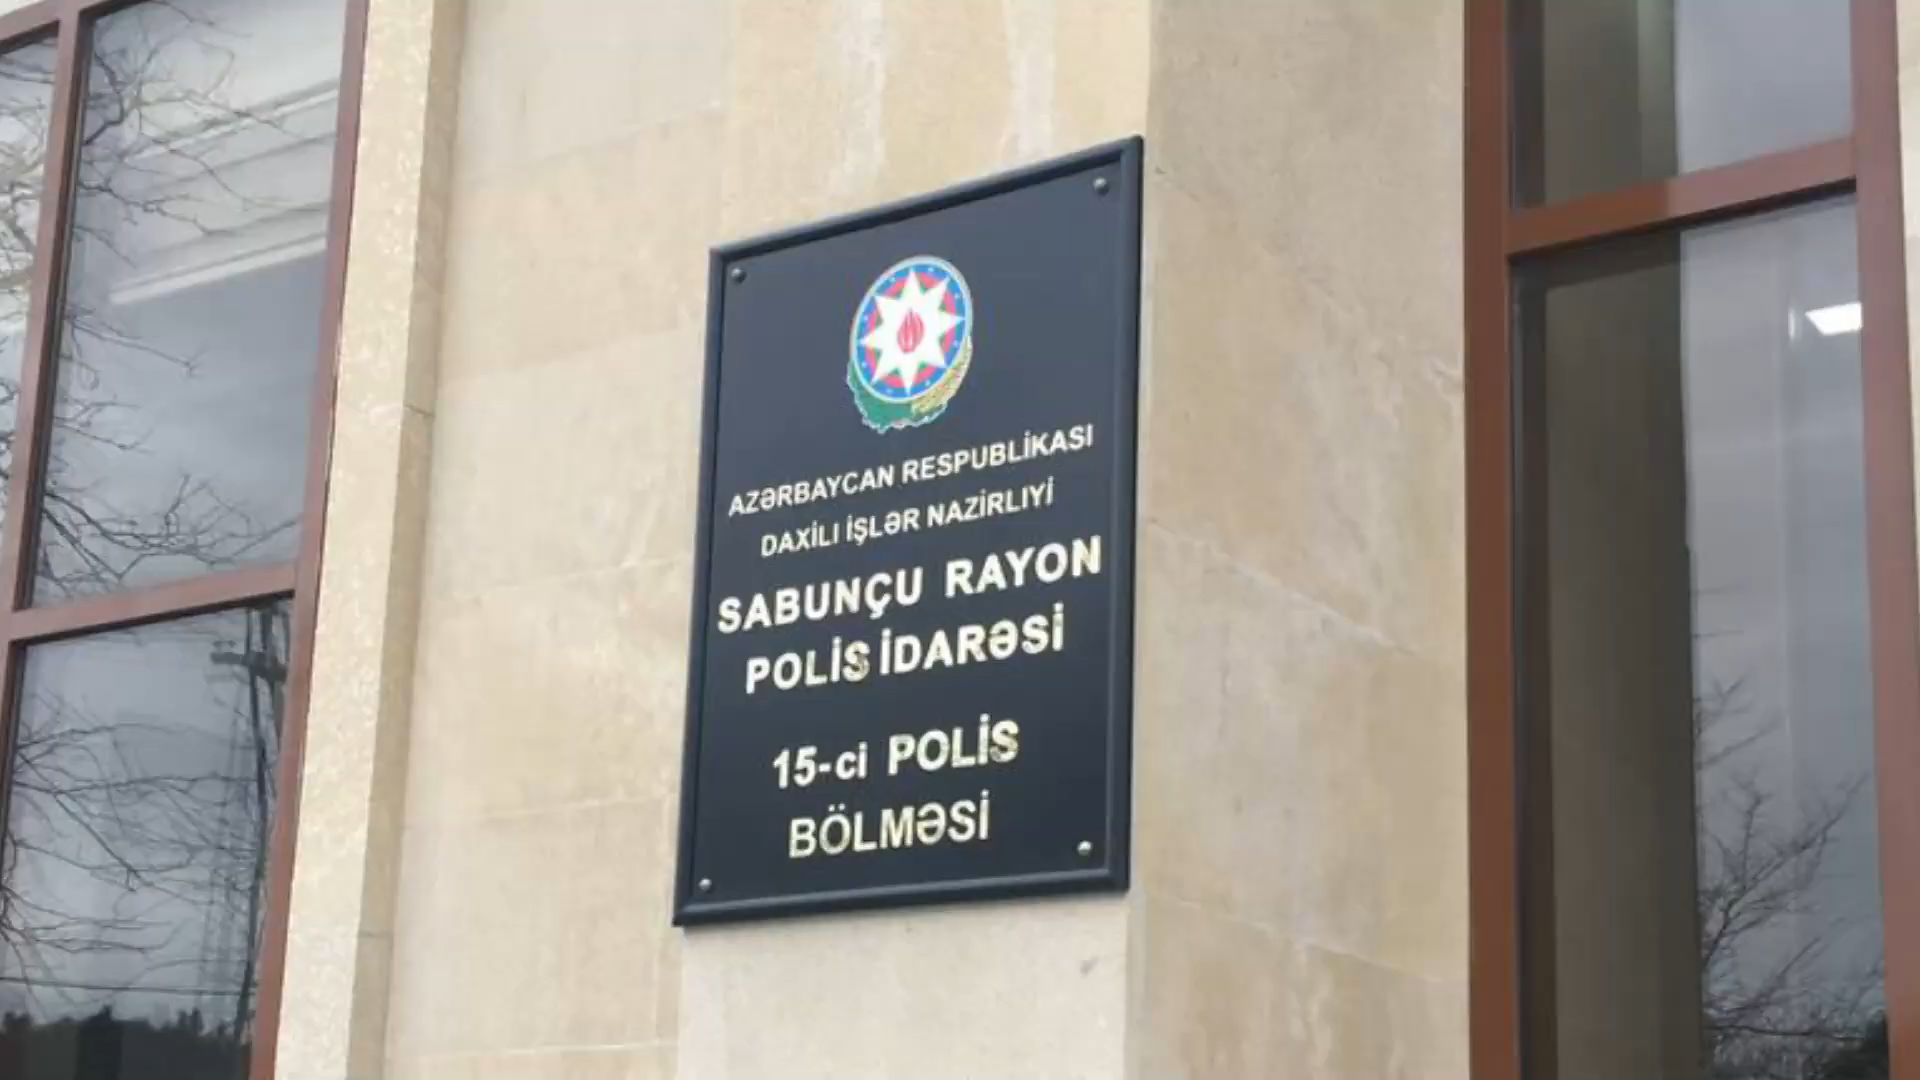 AZƏRBAYCAN RESPUBLİKASI
DAXİLI İŞLƏR NAZİRLIYİ
SABUNÇU RAYON
POLİS İDARƏSİ
15-ci POLİS
BÖLMƏSİ